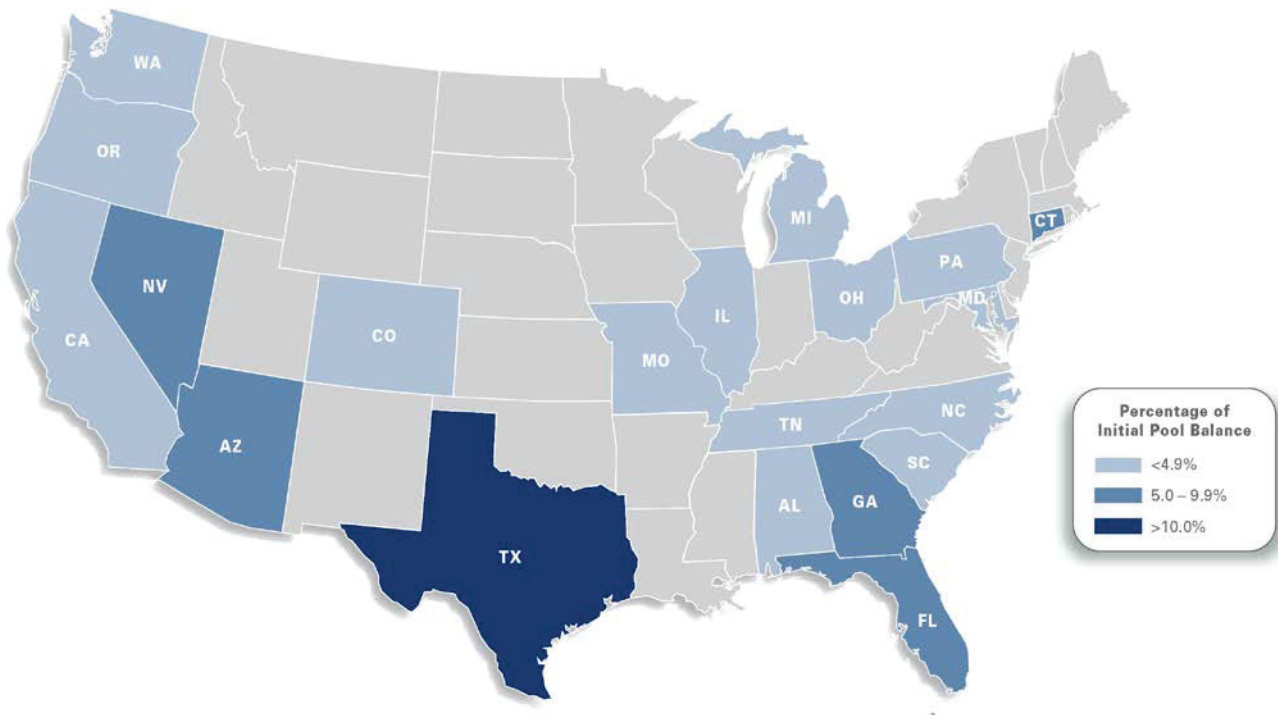 WA
OR
CA
NV
AZ
CO
TX
MO
IL
MI
OH
PA
MD
CT
TN
NC
SC
AL
GA
FL
Percentage of
Initial Pool Balance
<4.9%
5.0 – 9.9%
>10.0%